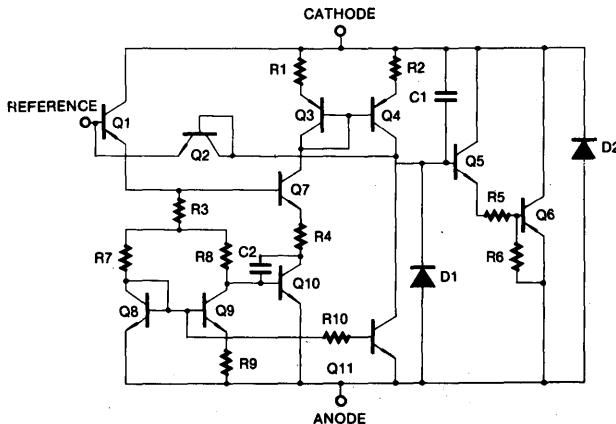 CATHODE
R1
R2
C1
REFERENCE
Q1
Q3
Q4
D2
Q2
Q5
Q7
R5
Q6
R3
R4
R7
R8
C2
R6
D1
Q10
Q8
Q9
R10
R9
Q11
ANODE